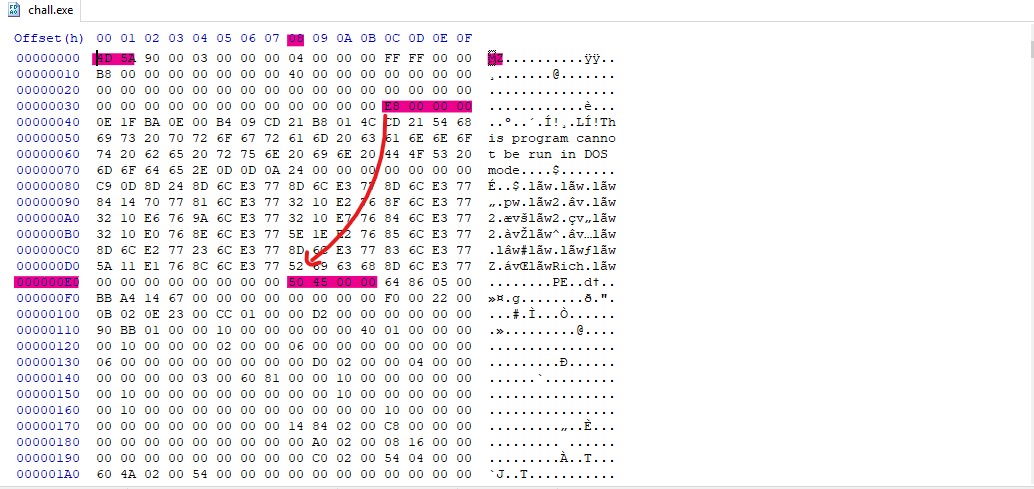 chall.exe
Offset(h) 00 01 02 03 04 05 06 07 08 09 0A 0B 0C 0D 0E 0F
00000000 4D 5A 90 00 03 00 00 00 04 00 00 00 FF FF 00 00 MZ..........ÿÿ..
00000010 B8 00 00 00 00 00 00 00 40 00 00 00 00 00 00 00 ¸.......@.......
00000020 00 00 00 00 00 00 00 00 00 00 00 00 00 00 00 00 ................
00000030 00 00 00 00 00 00 00 00 00 00 00 00 E8 00 00 00 ............è...
00000040 0E 1F BA 0E 00 B4 09 CD 21 B8 01 4C CD 21 54 68 ..º..´.Í!¸.LÍ!Th
00000050 69 73 20 70 72 6F 67 72 61 6D 20 63 61 6E 6E 6F is program canno
00000060 74 20 62 65 20 72 75 6E 20 69 6E 20 44 4F 53 20 t be run in DOS
00000070 6D 6F 64 65 2E 0D 0D 0A 24 00 00 00 00 00 00 00 mode....$.......
00000080 C9 0D 8D 24 8D 6C E3 77 8D 6C E3 77 8D 6C E3 77 É..$.lãw.lãw.lãw
00000090 84 14 70 77 81 6C E3 77 32 10 E2 76 8F 6C E3 77 „.pw.lãw2.âv.lãw
000000A0 32 10 E6 76 9A 6C E3 77 32 10 E7 76 84 6C E3 77 2.ævšlãw2.çv„lãw
000000B0 32 10 E0 76 8E 6C E3 77 5E 1E E2 76 85 6C E3 77 2.àvŽlãw^.âv…lãw
000000C0 8D 6C E2 77 23 6C E3 77 8D 6C E3 77 83 6C E3 77 .lâw#lãw.lãwƒlãw
000000D0 5A 11 E1 76 8C 6C E3 77 52 69 63 68 8D 6C E3 77 Z.ávŒlãwRich.lãw
000000E0 00 00 00 00 00 00 00 00 50 45 00 00 64 86 05 00 ........PE..d†..
000000F0 BB A4 14 67 00 00 00 00 00 00 00 00 F0 00 22 00 »¤.g........ð.".
00000100 0B 02 0E 23 00 CC 01 00 00 D2 00 00 00 00 00 00 ...#.Ì...Ò......
00000110 90 BB 01 00 00 10 00 00 00 00 00 40 01 00 00 00 .».........@....
00000120 00 10 00 00 00 02 00 00 06 00 00 00 00 00 00 00 ................
00000130 06 00 00 00 00 00 00 00 00 D0 02 00 00 04 00 00 .........Ð......
00000140 00 00 00 00 03 00 60 81 00 00 10 00 00 00 00 00 ......`.........
00000150 00 10 00 00 00 00 00 00 00 00 10 00 00 00 00 00 ................
00000160 00 10 00 00 00 00 00 00 00 00 00 00 10 00 00 00 ................
00000170 00 00 00 00 00 00 00 00 14 84 02 00 C8 00 00 00 .........„..È...
00000180 00 00 00 00 00 00 00 00 00 A0 02 00 08 16 00 00 ......... ......
00000190 00 00 00 00 00 00 00 00 00 C0 02 00 54 04 00 00 .........À..T...
000001A0 60 4A 02 00 54 00 00 00 00 00 00 00 00 00 00 00 `J..T...........